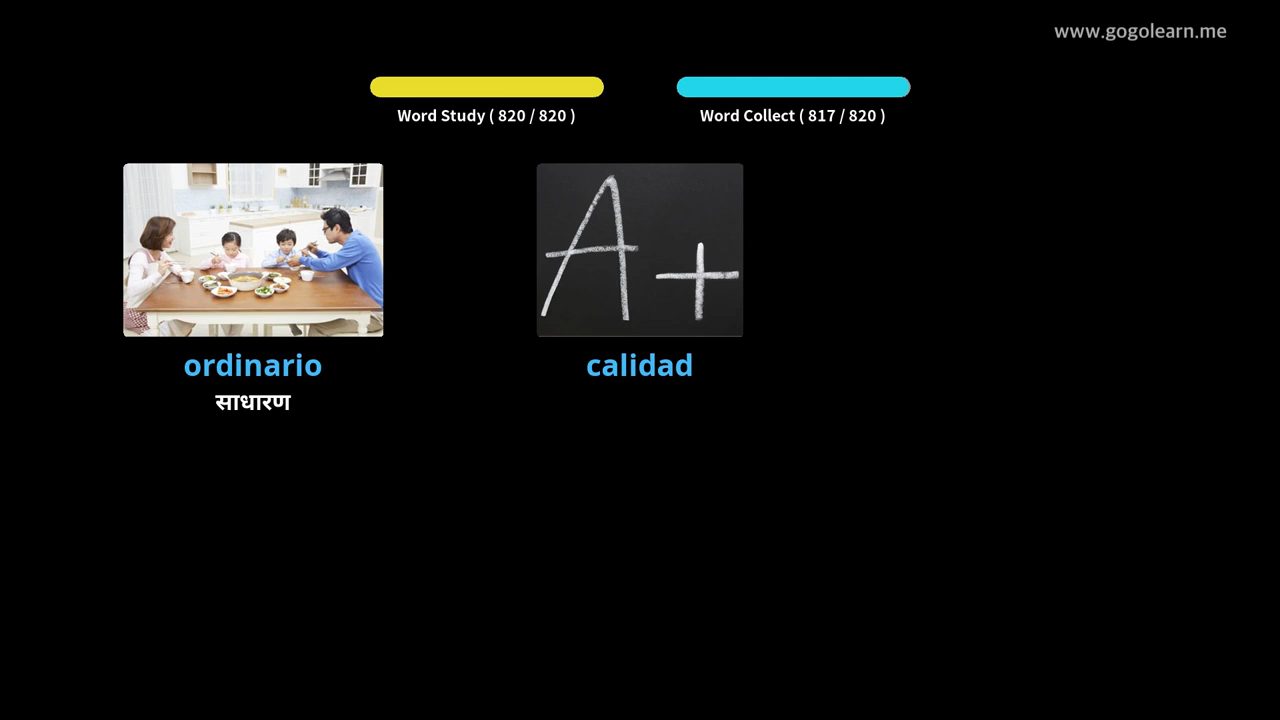 www.gogolearn.me
Word Study ( 820 / 820 )
Word Collect ( 817 / 820 )
A+
ordinario
calidad
साधारण